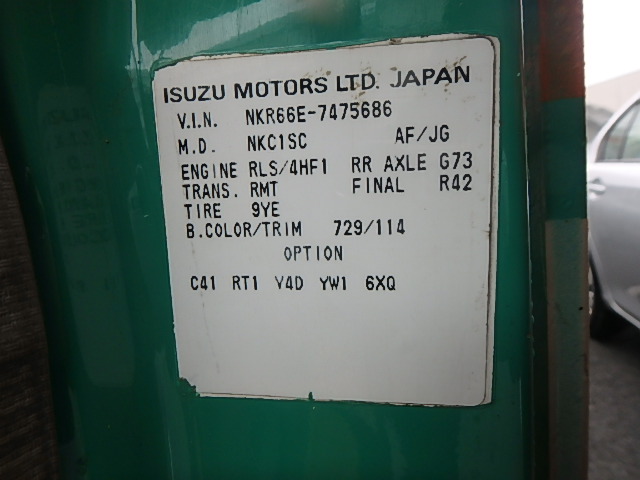 ISUZU MOTORS LTD. JAPAN
V.I.N. NKR66E-7475686
M.D. NKC1SC AF/JG
ENGINE RLS/4HF1 RR AXLE G73
TRANS. RMT FINAL R42
TIRE 9YE
B.COLOR/TRIM 729/114
OPTION
C41 RT1 V4D YW1 6XQ